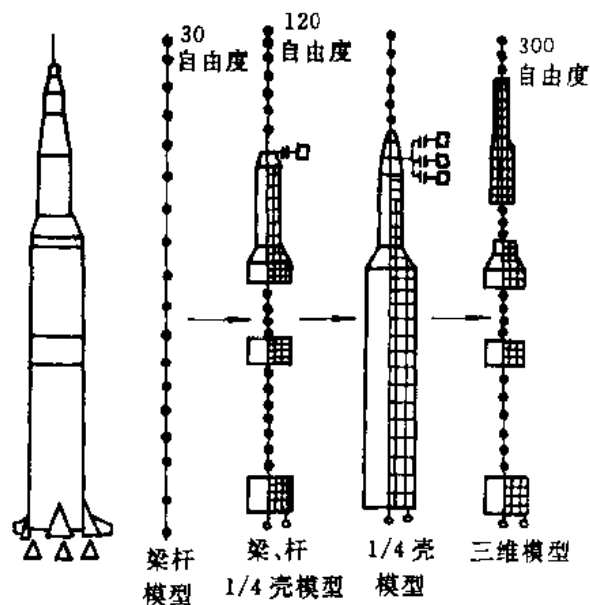 30
自由度
120
自由度
300
自由度
梁杆
模型
梁、杆
1/4 壳模型
1/4 壳
模型
三维模型